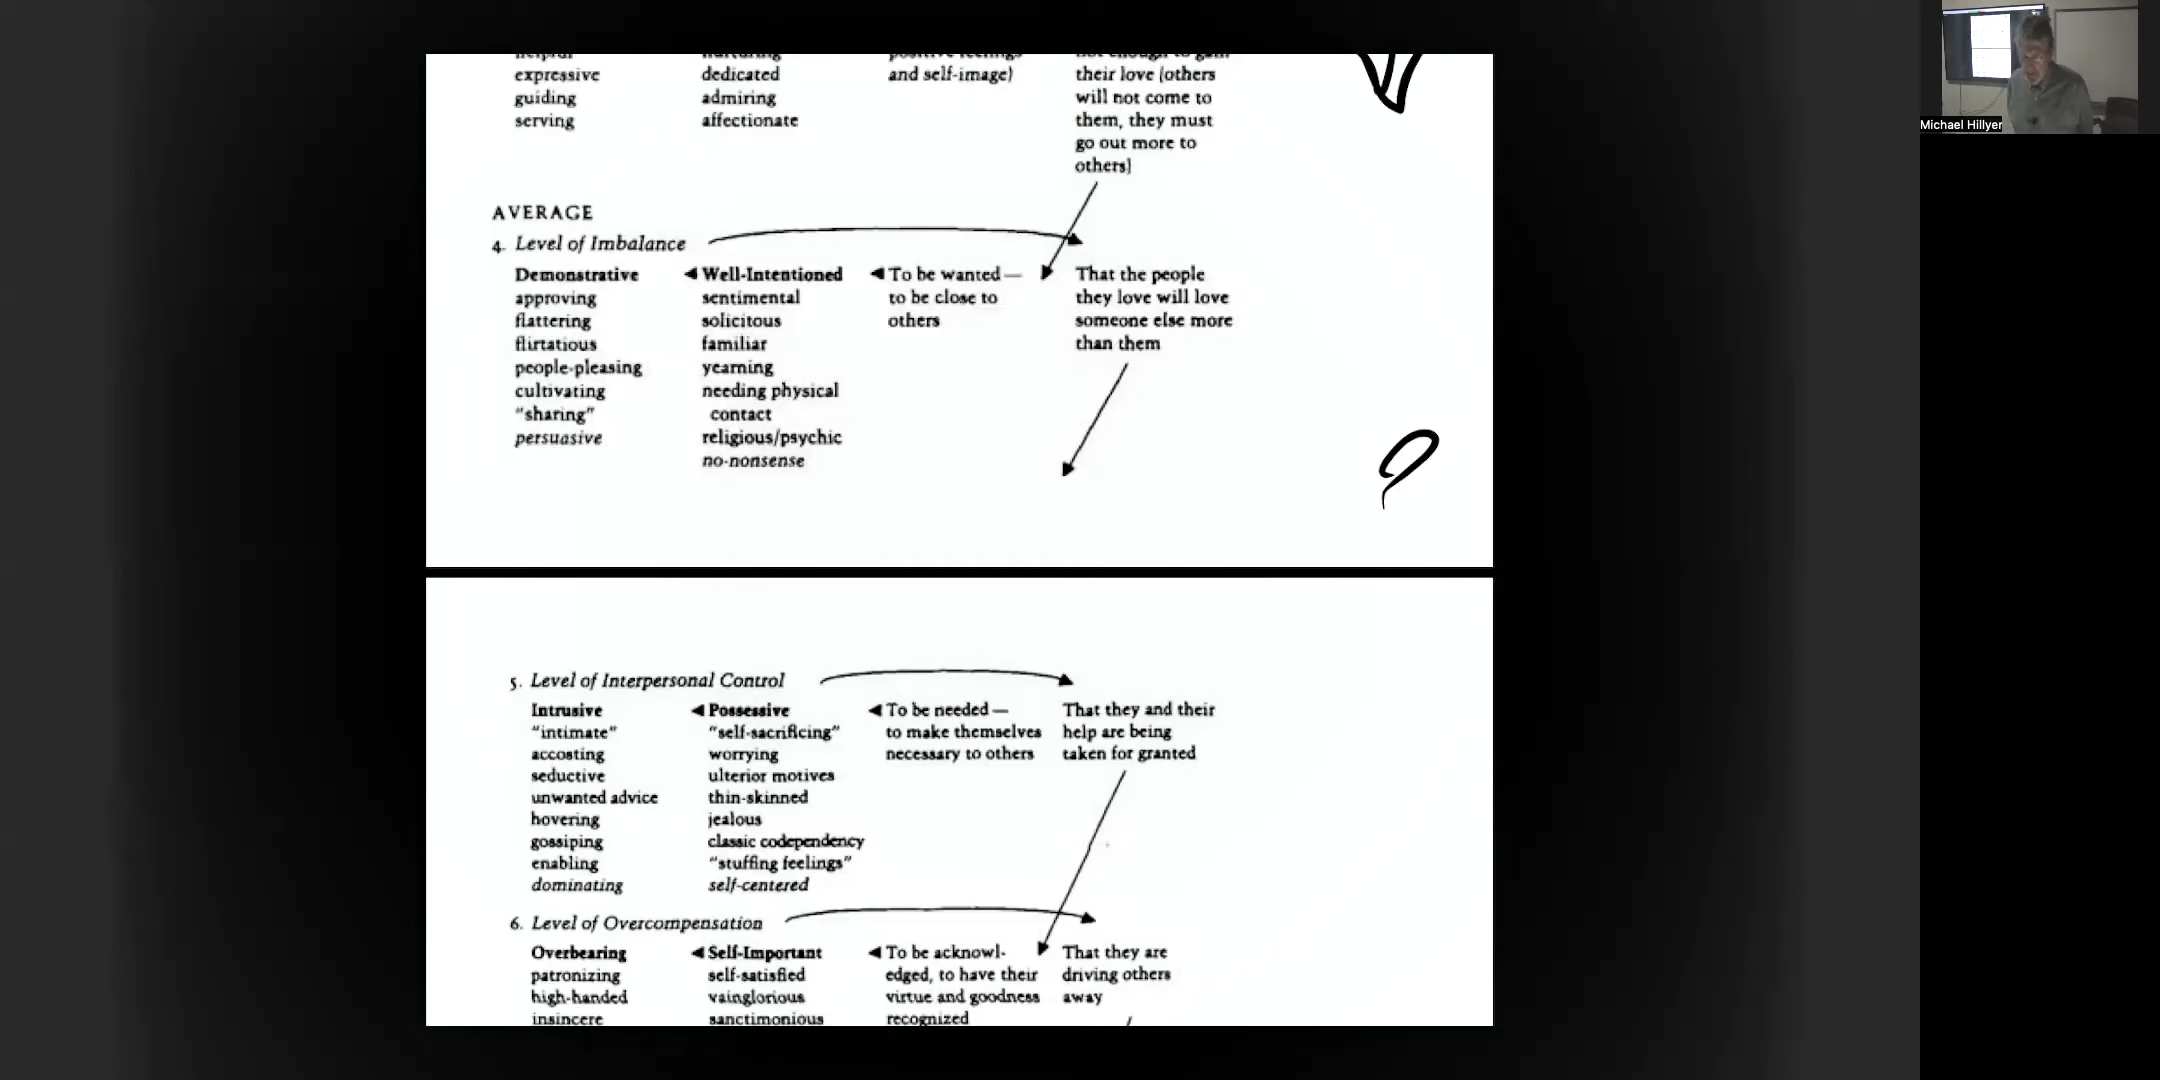 expressive dedicated and self-image) their love (others
guiding admiring will not come to
serving affectionate them, they must
go out more to
others)
AVERAGE
4. Level of Imbalance
Demonstrative ◄ Well-Intentioned ◄ To be wanted — That the people
approving sentimental to be close to they love will love
flattering solicitous others someone else more
flirtatious familiar than them
people-pleasing yearning
cultivating needing physical
"sharing" contact
persuasive religious/psychic
no-nonsense
5. Level of Interpersonal Control
Intrusive ◄ Possessive ◄ To be needed — That they and their
"intimate" "self-sacrificing" to make themselves help are being
accosting worrying necessary to others taken for granted
seductive ulterior motives
unwanted advice thin-skinned
hovering jealous
gossiping classic codependency
enabling "stuffing feelings"
dominating self-centered
6. Level of Overcompensation
Overbearing ◄ Self-Important ◄ To be acknowl- That they are
patronizing self-satisfied edged, to have their driving others
high-handed vainglorious virtue and goodness away
insincere sanctimonious recognized
Michael Hillyer